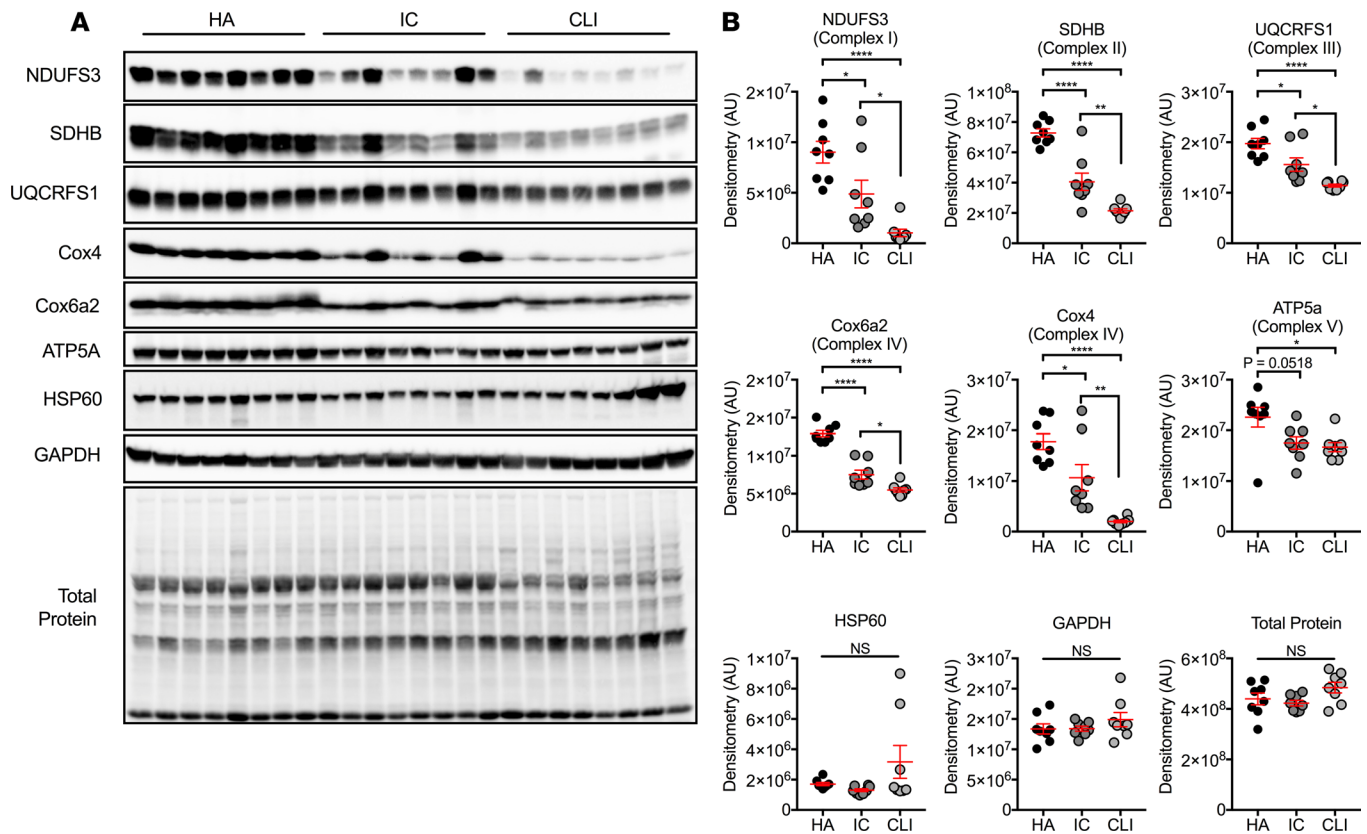 A
HA IC CLI
NDUFS3
SDHB
UQCRFS1
Cox4
Cox6a2
ATP5A
HSP60
GAPDH
Total
Protein
B
NDUFS3
(Complex I)
****
*
*
Densitometry (AU)
2×10⁷
1×10⁷
5×10⁶
0
HA IC CLI
SDHB
(Complex II)
****
****
**
Densitometry (AU)
1×10⁸
8×10⁷
6×10⁷
4×10⁷
2×10⁷
0
HA IC CLI
UQCRFS1
(Complex III)
****
*
*
Densitometry (AU)
3×10⁷
2×10⁷
1×10⁷
0
HA IC CLI
Cox6a2
(Complex IV)
****
****
*
Densitometry (AU)
2×10⁷
2×10⁷
1×10⁷
5×10⁶
0
HA IC CLI
Cox4
(Complex IV)
****
*
**
Densitometry (AU)
3×10⁷
2×10⁷
1×10⁷
0
HA IC CLI
ATP5a
(Complex V)
*
P = 0.0518
Densitometry (AU)
3×10⁷
2×10⁷
1×10⁷
0
HA IC CLI
HSP60
NS
Densitometry (AU)
1×10⁷
8×10⁶
6×10⁶
4×10⁶
2×10⁶
0
HA IC CLI
GAPDH
NS
Densitometry (AU)
3×10⁷
2×10⁷
2×10⁷
1×10⁷
5×10⁶
0
HA IC CLI
Total Protein
NS
Densitometry (AU)
6×10⁸
4×10⁸
2×10⁸
0
HA IC CLI